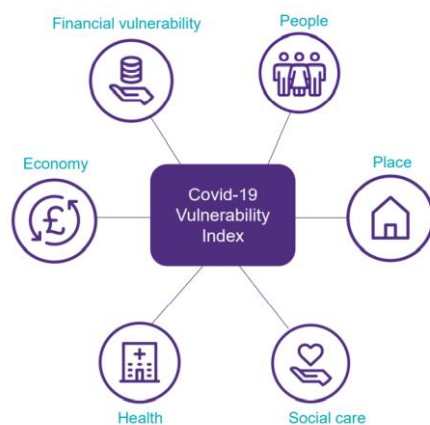 Financial vulnerability
People
Economy
Covid-19
Vulnerability
Index
Place
£
Health
Social care